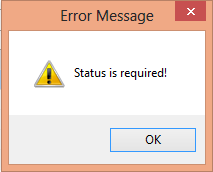 Error Message
Status is required!
OK